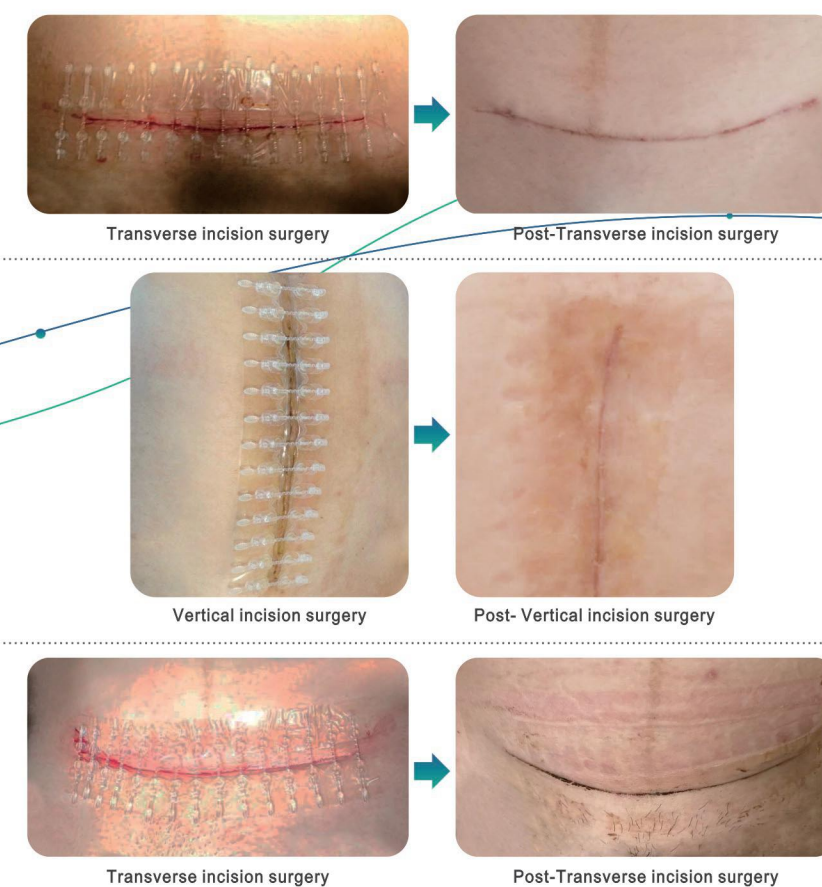 Transverse incision surgery
Post-Transverse incision surgery
Vertical incision surgery
Post- Vertical incision surgery
Transverse incision surgery
Post-Transverse incision surgery